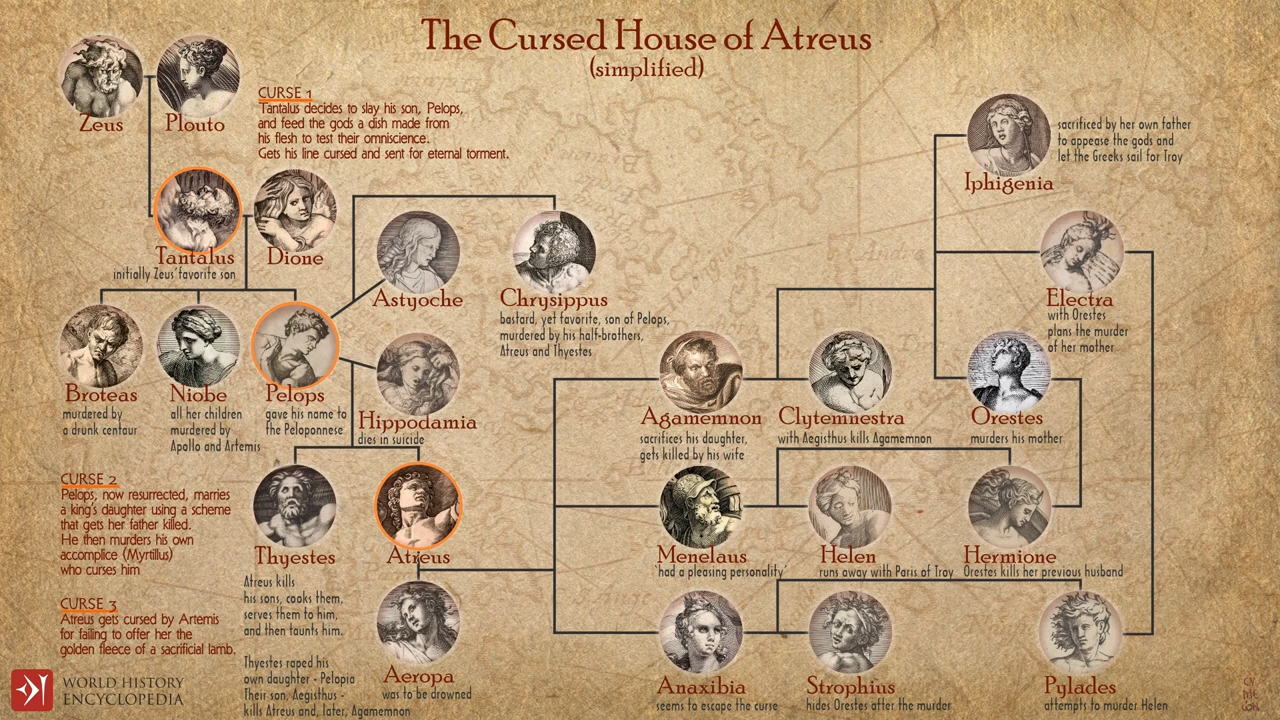 The Cursed House of Atreus
(simplified)
Zeus
Plouto
CURSE 1
Tantalus decides to slay his son, Pelops,
and feed the gods a dish made from
his flesh to test their omniscience.
Gets his line cursed and sent for eternal torment.
Iphigenia
sacrificed by her own father
to appease the gods and
let the Greeks sail for Troy
Tantalus
initially Zeus' favorite son
Dione
Astyoche
Chrysippus
bastard, yet favorite, son of Pelops,
murdered by his half-brothers,
Atreus and Thyestes
Electra
with Orestes
plans the murder
of her mother
Broteas
murdered by
a drunk centaur
Niobe
all her children
murdered by
Apollo and Artemis
Pelops
gave his name to
the Peloponnese
Hippodamia
dies in suicide
Agamemnon
sacrifices his daughter,
gets killed by his wife
Clytemnestra
with Aegisthus kills Agamemnon
Orestes
murders his mother
CURSE 2
Pelops, now resurrected, marries
a king's daughter using a scheme
that gets her father killed.
He then murders his own
accomplice (Myrtillus)
who curses him
Thyestes
Atreus kills
his sons, cooks them,
serves them to him,
and then taunts him.
Thyestes raped his
own daughter - Pelopia
Their son, Aegisthus -
kills Atreus and, later, Agamemnon
Atreus
Menelaus
'had a pleasing personality'
Helen
runs away with Paris of Troy
Hermione
Orestes kills her previous husband
CURSE 3
Atreus gets cursed by Artemis
for failing to offer her the
golden fleece of a sacrificial lamb.
Aeropa
was to be drowned
Anaxibia
seems to escape the curse
Strophius
hides Orestes after the murder
Pylades
attempts to murder Helen
WORLD HISTORY
ENCYCLOPEDIA